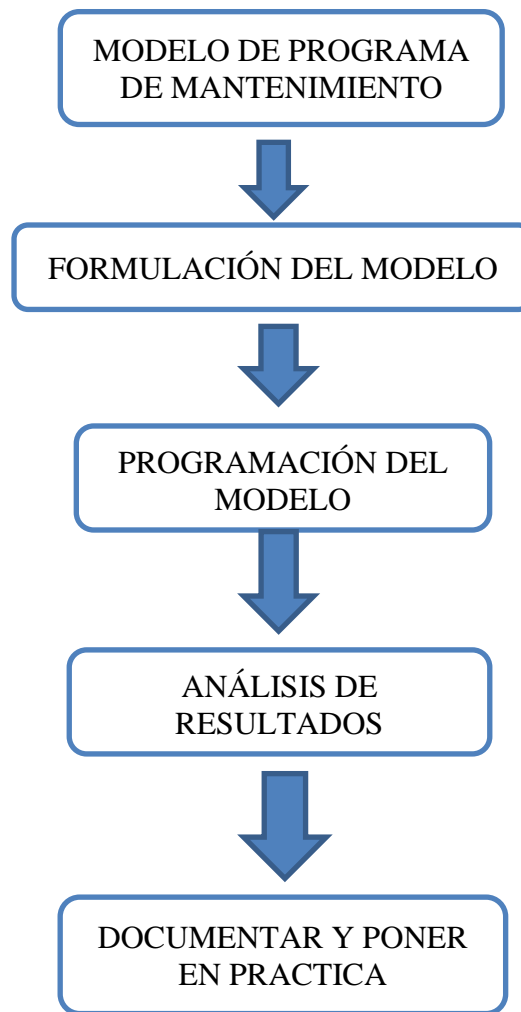 MODELO DE PROGRAMA
DE MANTENIMIENTO
FORMULACIÓN DEL MODELO
PROGRAMACIÓN DEL
MODELO
ANÁLISIS DE
RESULTADOS
DOCUMENTAR Y PONER
EN PRACTICA